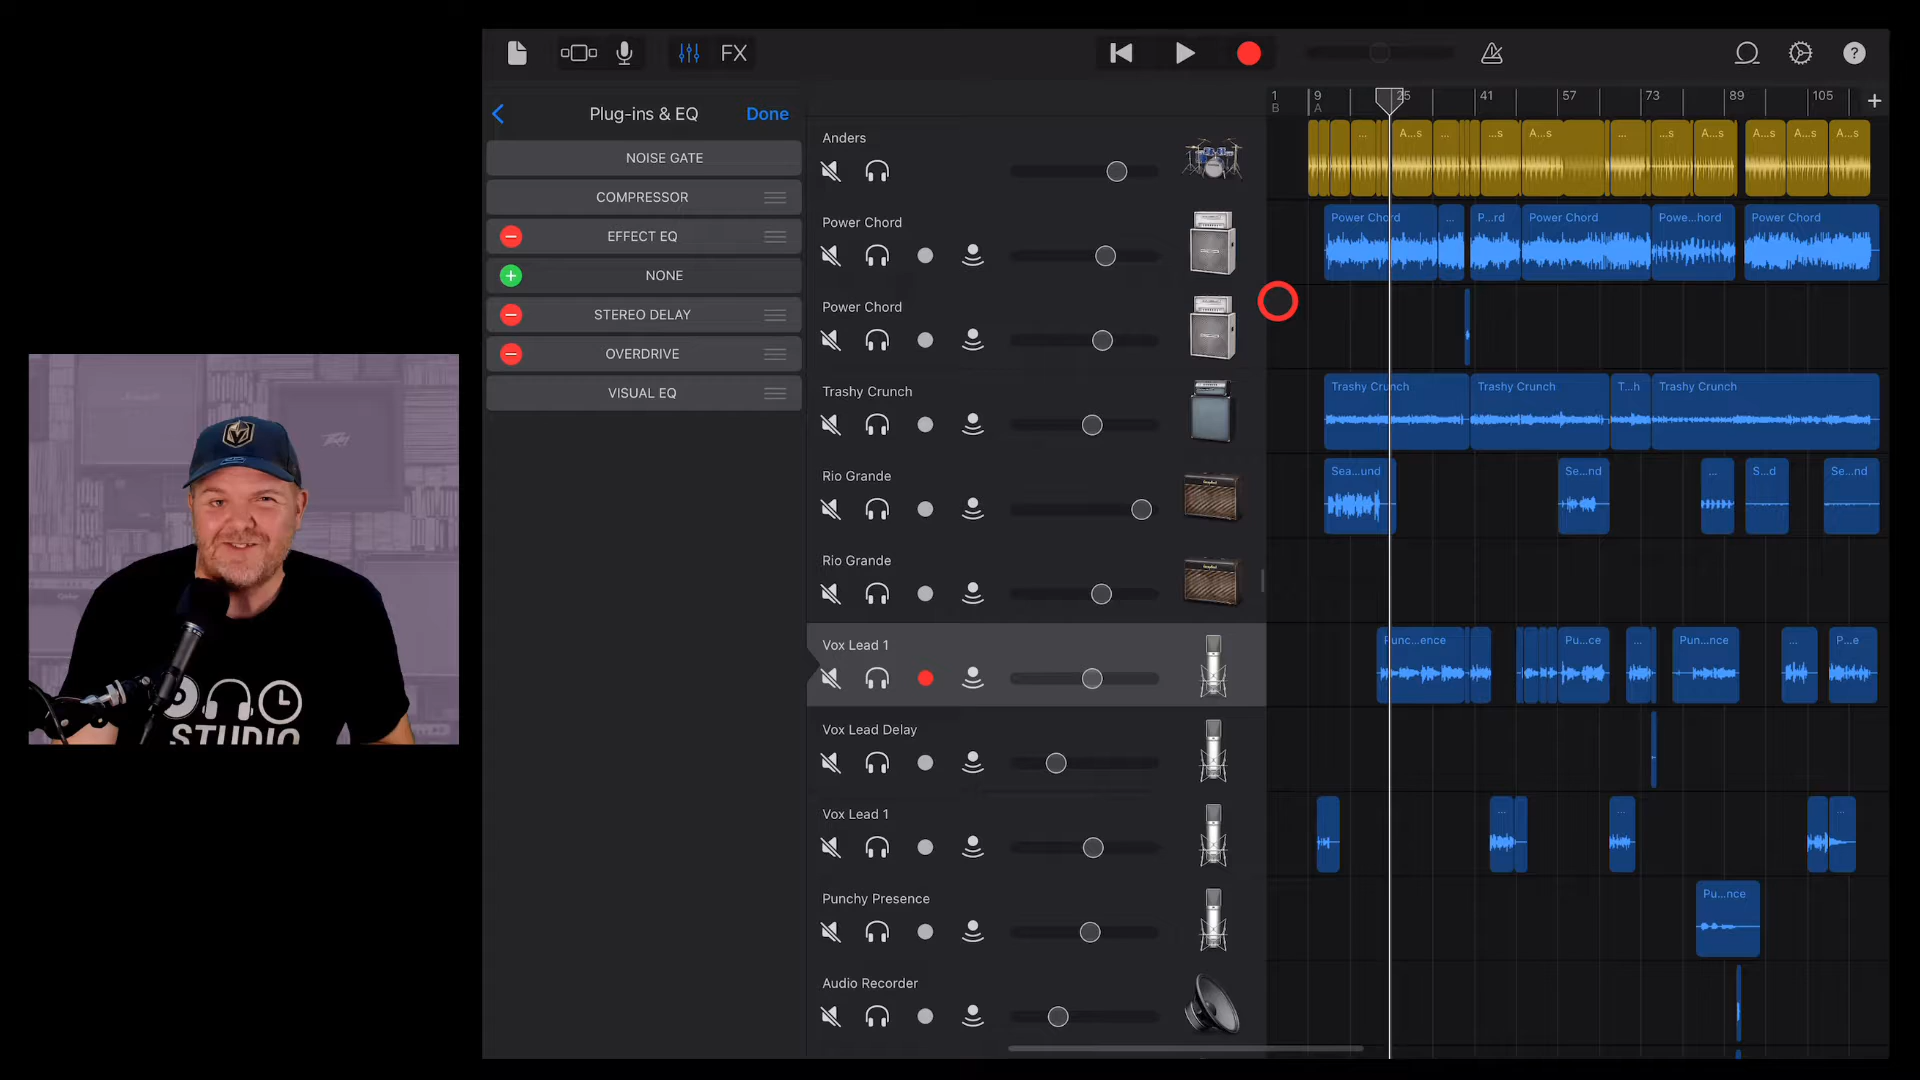 FX
?
Plug-ins & EQ
Done
NOISE GATE
COMPRESSOR
EFFECT EQ
NONE
STEREO DELAY
OVERDRIVE
VISUAL EQ
1
9
25
41
57
73
89
105
B
A
Anders
A...s
...s
A...s
...
...s
A...s
A...s
A...s
A...s
Power Chord
Power Chord
...
P...rd
Power Chord
Powe...hord
Power Chord
Power Chord
Trashy Crunch
Trashy Crunch
Trashy Crunch
T...h
Trashy Crunch
Rio Grande
Sea...und
Se...nd
...
S...d
Se...nd
Rio Grande
Vox Lead 1
Punc...ence
Pu...ce
...
Pun...nce
...
P...e
Vox Lead Delay
Vox Lead 1
...
...
...
Punchy Presence
Pu...nce
Audio Recorder
STUDIO